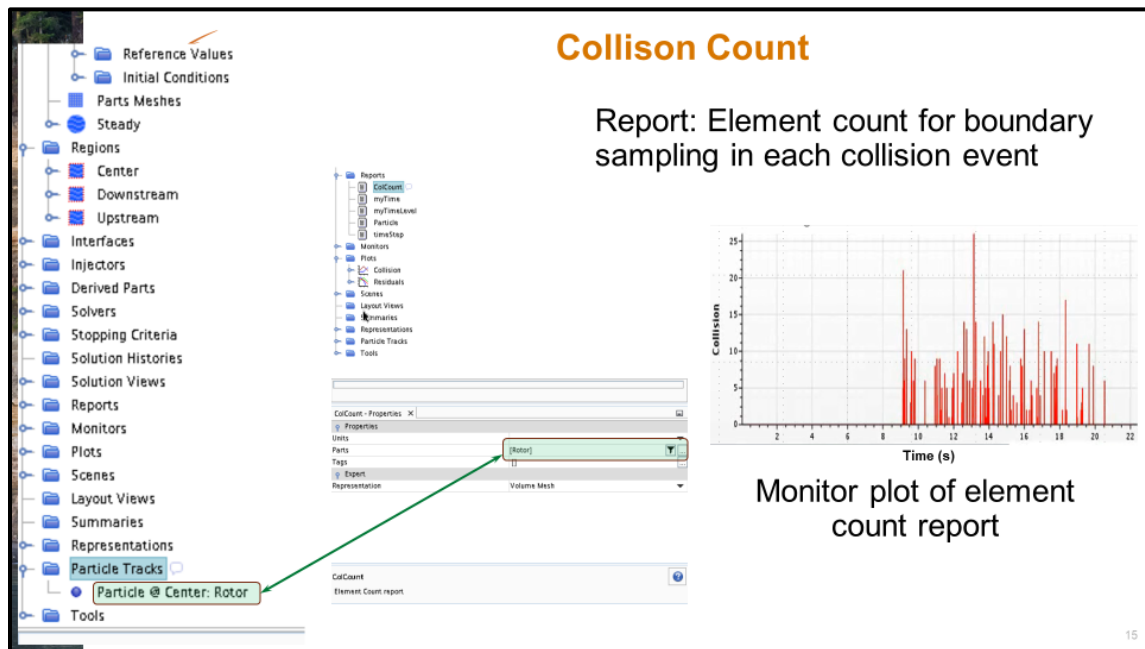 Collison Count
Reference Values
Initial Conditions
Parts Meshes
Steady
Regions
Center
Downstream
Upstream
Interfaces
Injectors
Derived Parts
Solvers
Stopping Criteria
Solution Histories
Solution Views
Reports
Monitors
Plots
Scenes
Layout Views
Summaries
Representations
Particle Tracks
Particle @ Center: Rotor
Tools
Reports
ColCount
myTime
myTimeLevel
Particle
timeStep
Monitors
Plots
Collision
Residuals
Scenes
Layout Views
Representations
Particle Tracks
Tools
ColCount - Properties
Properties
Units
Parts [Rotor]
Tags []
Expert
Representation Volume Mesh
ColCount
Element Count report
Report: Element count for boundary
sampling in each collision event
Collision
25
20
15
10
5
0
2 4 6 8 10 12 14 16 18 20 22
Time (s)
Monitor plot of element
count report
15